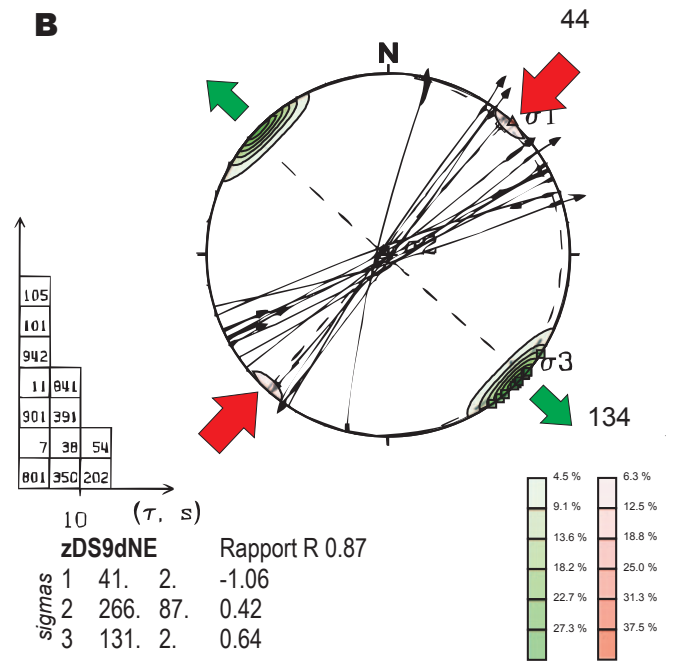 B
44
N
σ1
σ2
σ3
134
105
101
942
11 841
901 391
7 38 54
801 350 202
10 (τ, s)
4.5 % 6.3 %
9.1 % 12.5 %
13.6 % 18.8 %
18.2 % 25.0 %
22.7 % 31.3 %
27.3 % 37.5 %
zDS9dNE Rapport R 0.87
sigmas
1 41. 2. -1.06
2 266. 87. 0.42
3 131. 2. 0.64